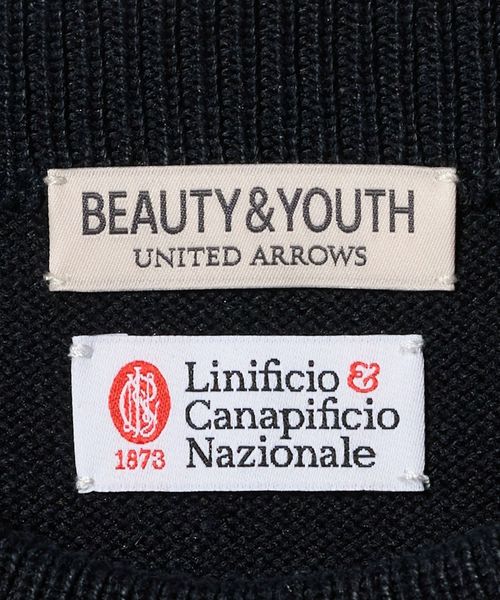 BEAUTY&YOUTH
UNITED ARROWS
Linificio &
Canapificio
Nazionale
1873